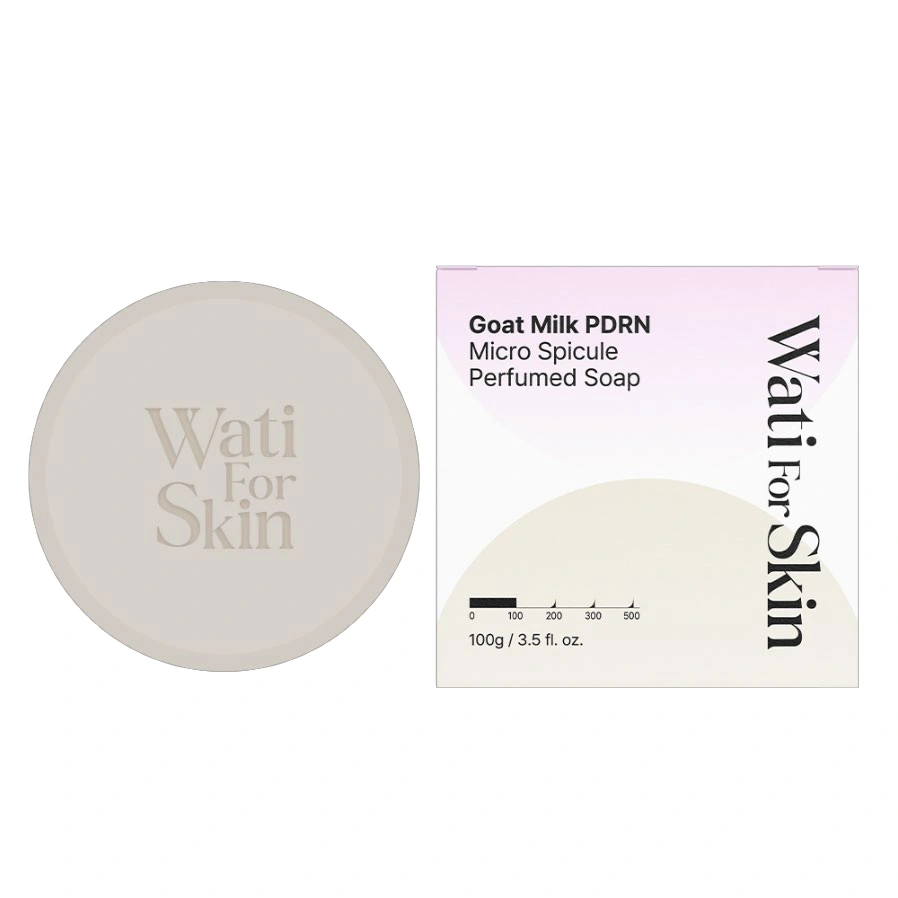 Wati
For
Skin
Goat Milk PDRN
Micro Spicule
Perfumed Soap
Wati For Skin
0 100 200 300 500
100g / 3.5 fl. oz.